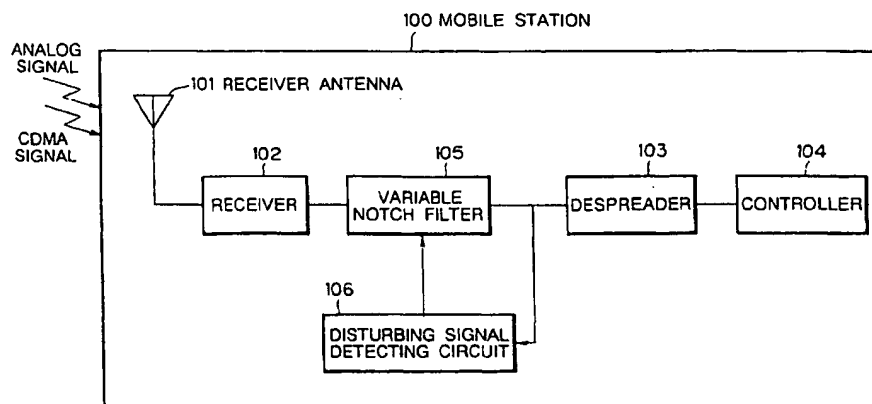 100 MOBILE STATION
ANALOG
SIGNAL
101 RECEIVER ANTENNA
CDMA
SIGNAL
102
105
103
104
RECEIVER
VARIABLE
NOTCH FILTER
DESPREADER
CONTROLLER
106
DISTURBING SIGNAL
DETECTING CIRCUIT